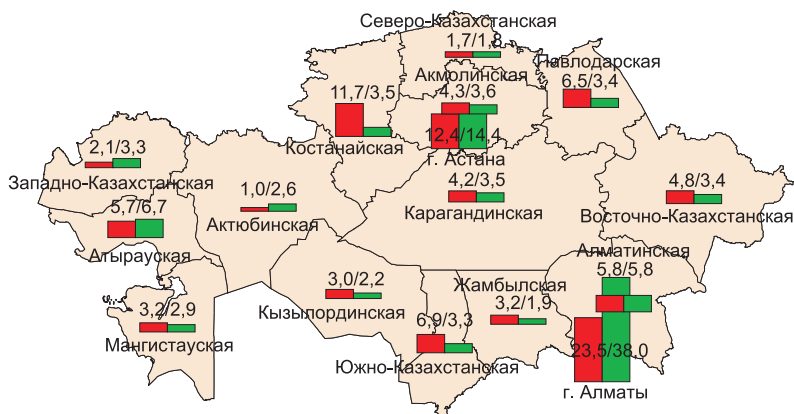 Северо-Казахстанская
1,7/1,8
Акмолинская
4,3/3,6
Павлодарская
6,5/3,4
11,7/3,5
Костанайская
12,4/14,4
г. Астана
2,1/3,3
Западно-Казахстанская
5,7/6,7
Атырауская
1,0/2,6
Актюбинская
4,2/3,5
Карагандинская
4,8/3,4
Восточно-Казахстанская
Алматинская
5,8/5,8
3,2/2,9
Мангистауская
3,0/2,2
Кызылординская
Жамбылская
3,2/1,9
6,9/3,3
Южно-Казахстанская
23,5/38,0
г. Алматы